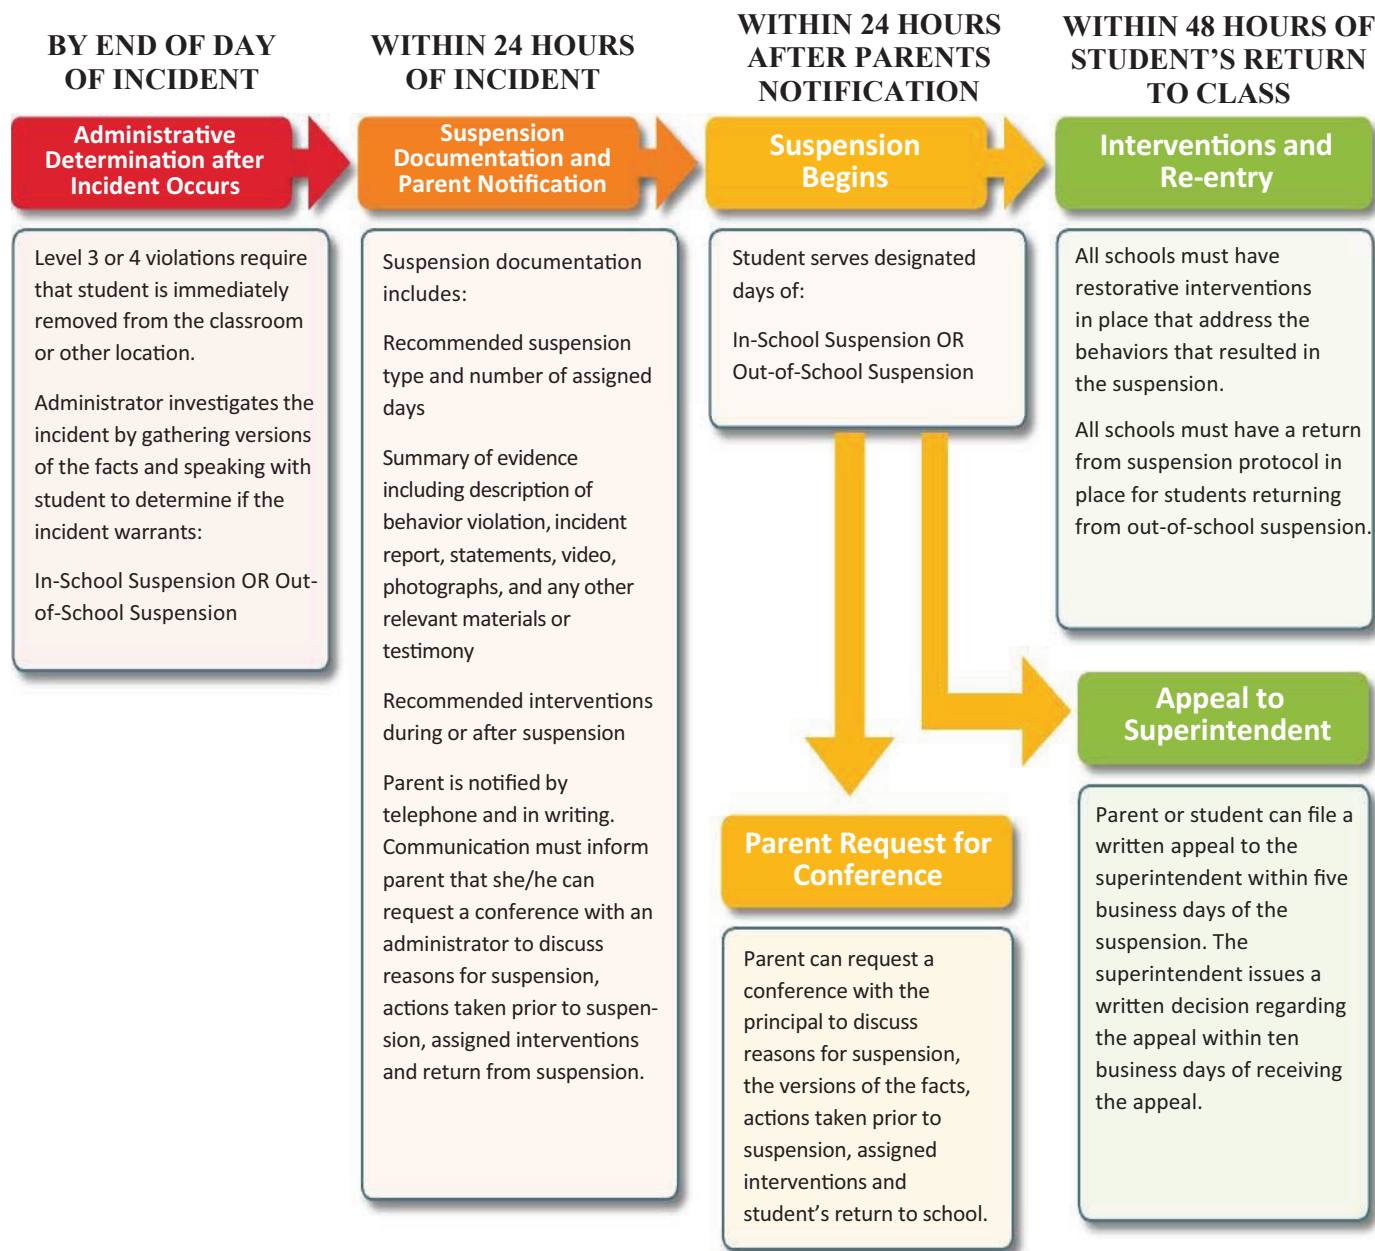 BY END OF DAY
OF INCIDENT
Administrative
Determination after
Incident Occurs
Level 3 or 4 violations require
that student is immediately
removed from the classroom
or other location.
Administrator investigates the
incident by gathering versions
of the facts and speaking with
student to determine if the
incident warrants:
In-School Suspension OR Out-
of-School Suspension
WITHIN 24 HOURS
OF INCIDENT
Suspension
Documentation and
Parent Notification
Suspension documentation
includes:
Recommended suspension
type and number of assigned
days
Summary of evidence
including description of
behavior violation, incident
report, statements, video,
photographs, and any other
relevant materials or
testimony
Recommended interventions
during or after suspension
Parent is notified by
telephone and in writing.
Communication must inform
parent that she/he can
request a conference with an
administrator to discuss
reasons for suspension,
actions taken prior to suspen-
sion, assigned interventions
and return from suspension.
WITHIN 24 HOURS
AFTER PARENTS
NOTIFICATION
Suspension
Begins
Student serves designated
days of:
In-School Suspension OR
Out-of-School Suspension
Parent Request for
Conference
Parent can request a
conference with the
principal to discuss
reasons for suspension,
the versions of the facts,
actions taken prior to
suspension, assigned
interventions and
student’s return to school.
WITHIN 48 HOURS OF
STUDENT’S RETURN
TO CLASS
Interventions and
Re-entry
All schools must have
restorative interventions
in place that address the
behaviors that resulted in
the suspension.
All schools must have a return
from suspension protocol in
place for students returning
from out-of-school suspension.
Appeal to
Superintendent
Parent or student can file a
written appeal to the
superintendent within five
business days of the
suspension. The
superintendent issues a
written decision regarding
the appeal within ten
business days of receiving
the appeal.